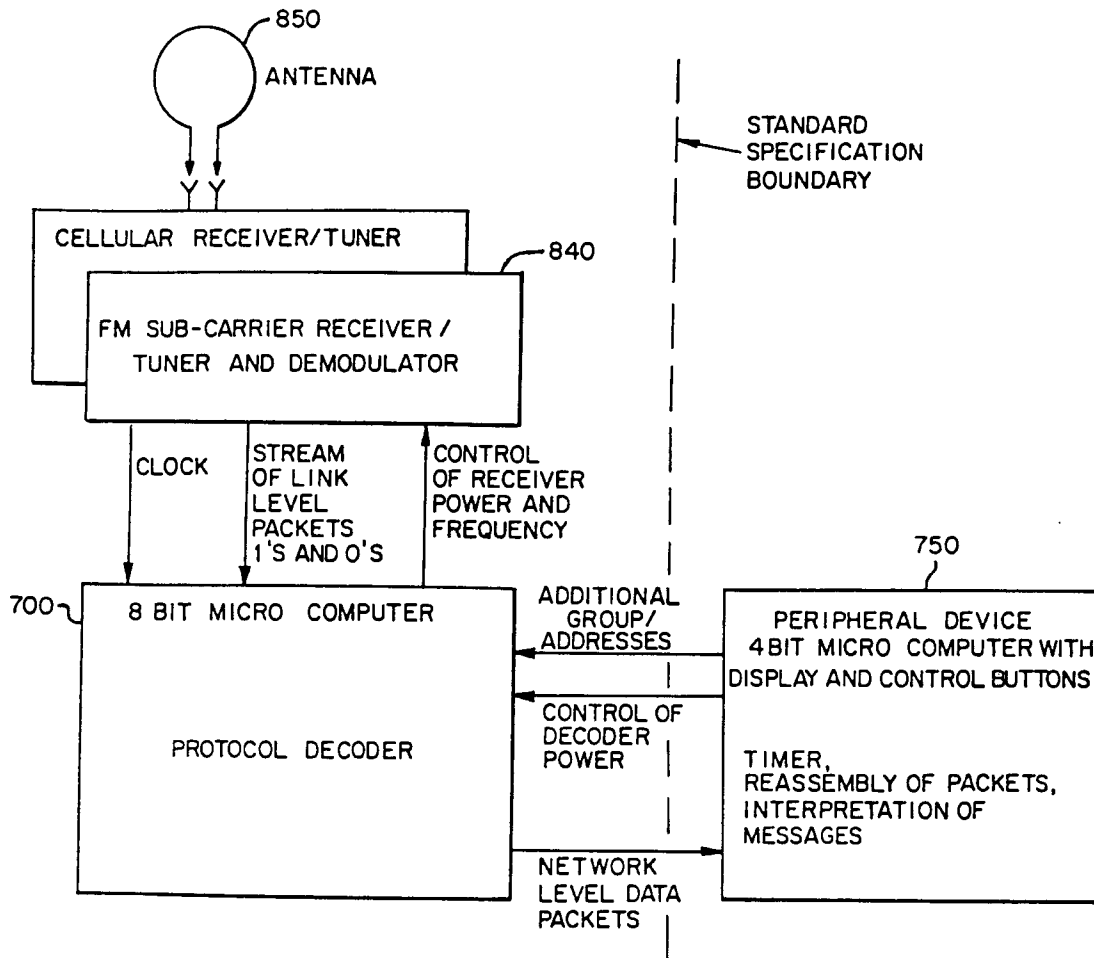 850
ANTENNA
STANDARD
SPECIFICATION
BOUNDARY
CELLULAR RECEIVER/TUNER
840
FM SUB-CARRIER RECEIVER/
TUNER AND DEMODULATOR
CLOCK
STREAM
OF LINK
LEVEL
PACKETS
1'S AND 0'S
CONTROL
OF RECEIVER
POWER AND
FREQUENCY
700
8 BIT MICRO COMPUTER
PROTOCOL DECODER
ADDITIONAL
GROUP/
ADDRESSES
CONTROL OF
DECODER
POWER
NETWORK
LEVEL DATA
PACKETS
750
PERIPHERAL DEVICE
4 BIT MICRO COMPUTER WITH
DISPLAY AND CONTROL BUTTONS
TIMER,
REASSEMBLY OF PACKETS,
INTERPRETATION OF
MESSAGES